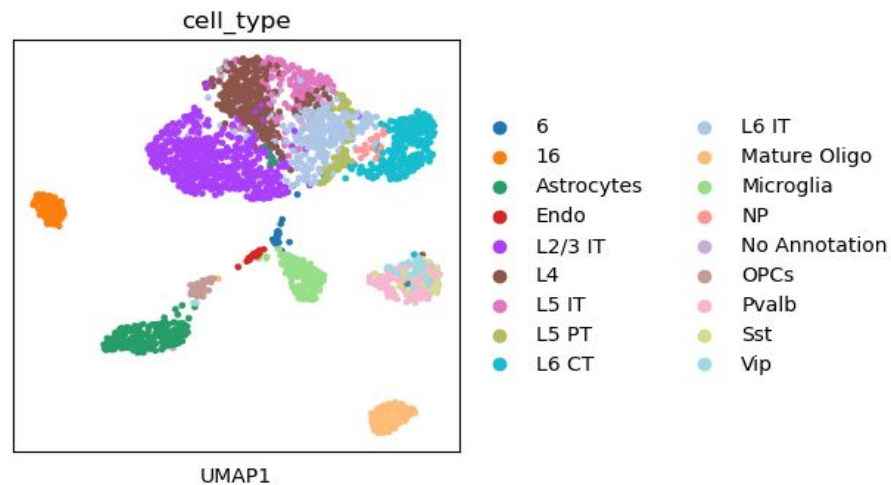 cell_type
6
16
Astrocytes
Endo
L2/3 IT
L4
L5 IT
L5 PT
L6 CT
L6 IT
Mature Oligo
Microglia
NP
No Annotation
OPCs
Pvalb
Sst
Vip
UMAP1